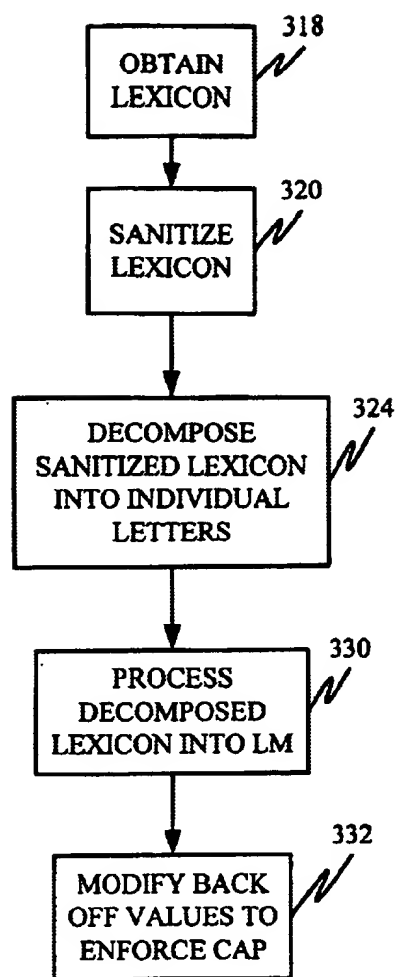 318
OBTAIN
LEXICON
320
SANITIZE
LEXICON
324
DECOMPOSE
SANITIZED LEXICON
INTO INDIVIDUAL
LETTERS
330
PROCESS
DECOMPOSED
LEXICON INTO LM
332
MODIFY BACK
OFF VALUES TO
ENFORCE CAP